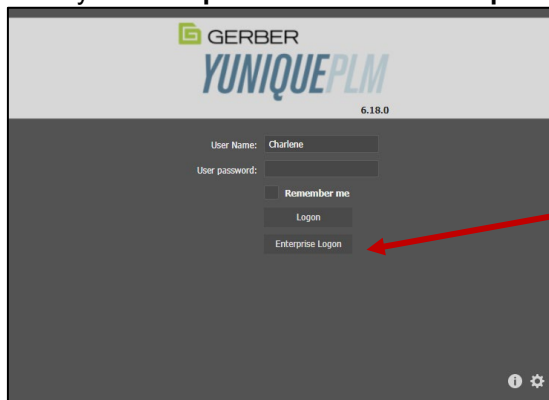 GERBER
YUNIQUEPLM
6.18.0
User Name: Charlene
User password:
Remember me
Logon
Enterprise Logon